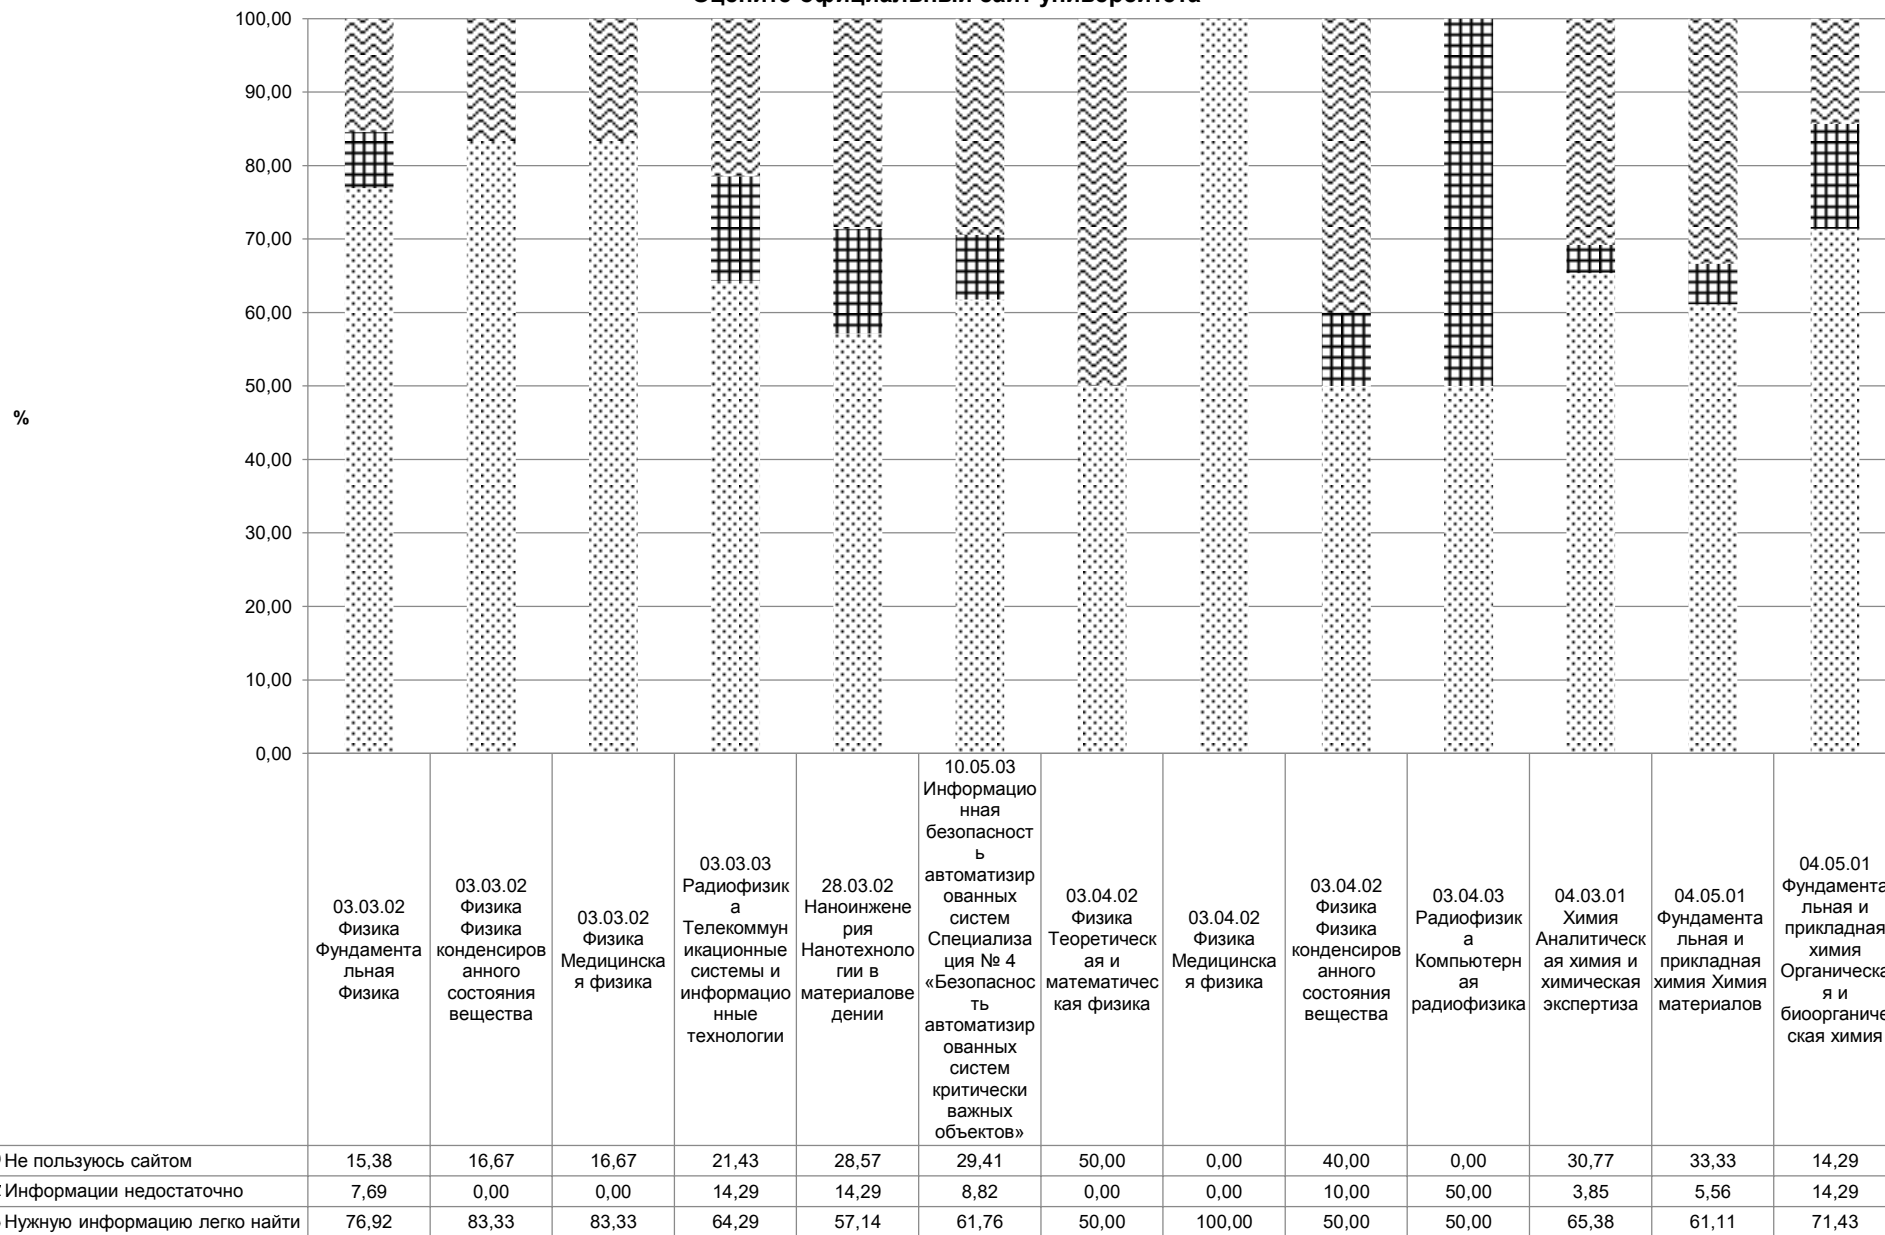 100,00
90,00
80,00
70,00
60,00
50,00
%
40,00
30,00
20,00
10,00
0,00
03.03.02
Физика
Фундамента
льная
Физика
03.03.02
Физика
Физика
конденсиров
анного
состояния
вещества
03.03.02
Физика
Медицинска
я физика
03.03.03
Радиофизик
а
Телекоммун
икационные
системы и
информацио
нные
технологии
28.03.02
Наноинжене
рия
Нанотехноло
гии в
материалове
дении
10.05.03
Информацио
нная
безопасност
ь
автоматизир
ованных
систем
Специализа
ция № 4
«Безопаснос
ть
автоматизир
ованных
систем
критически
важных
объектов»
03.04.02
Физика
Теоретическ
ая и
математичес
кая физика
03.04.02
Физика
Медицинска
я физика
03.04.02
Физика
Физика
конденсиров
анного
состояния
вещества
03.04.03
Радиофизик
а
Компьютерн
ая
радиофизика
04.03.01
Химия
Аналитическ
ая химия и
химическая
экспертиза
04.05.01
Фундамента
льная и
прикладная
химия Химия
материалов
04.05.01
Фундамента
льная и
прикладная
химия
Органическа
я и
биоорганиче
ская химия
Не пользуюсь сайтом 15,38 16,67 16,67 21,43 28,57 29,41 50,00 0,00 40,00 0,00 30,77 33,33 14,29
Информации недостаточно 7,69 0,00 0,00 14,29 14,29 8,82 0,00 0,00 10,00 50,00 3,85 5,56 14,29
Нужную информацию легко найти 76,92 83,33 83,33 64,29 57,14 61,76 50,00 100,00 50,00 50,00 65,38 61,11 71,43